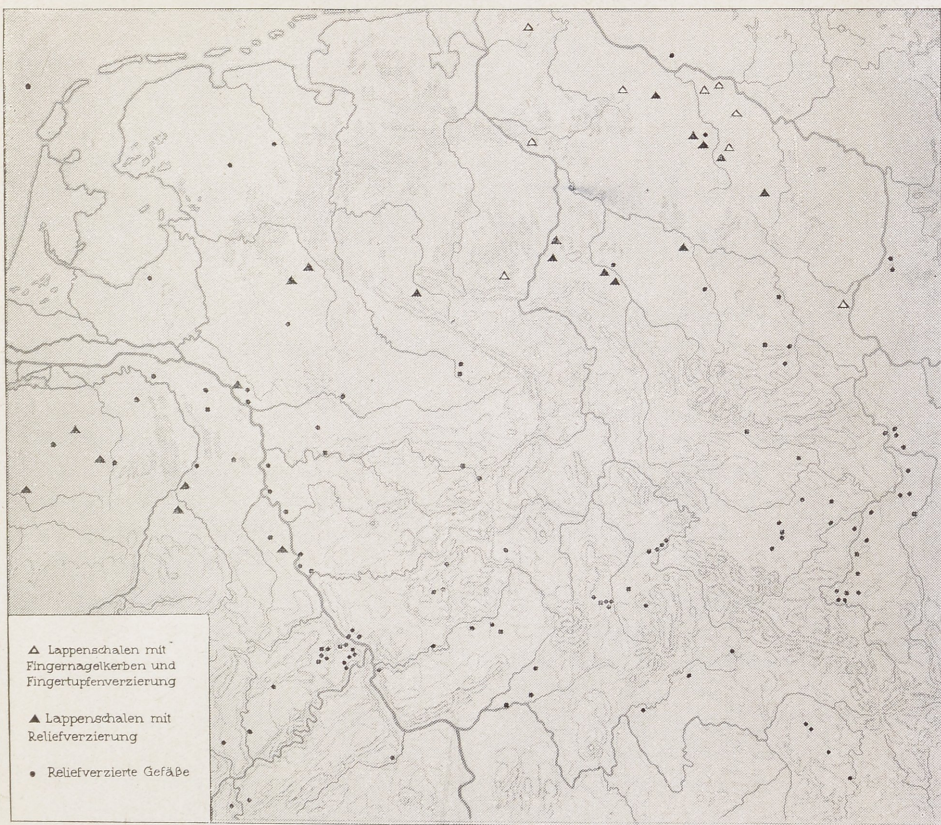 Lappenschalen mit
Fingernagelkerben und
Fingertupfenverzierung
Lappenschalen mit
Reliefverzierung
Reliefverzierte Gefäße